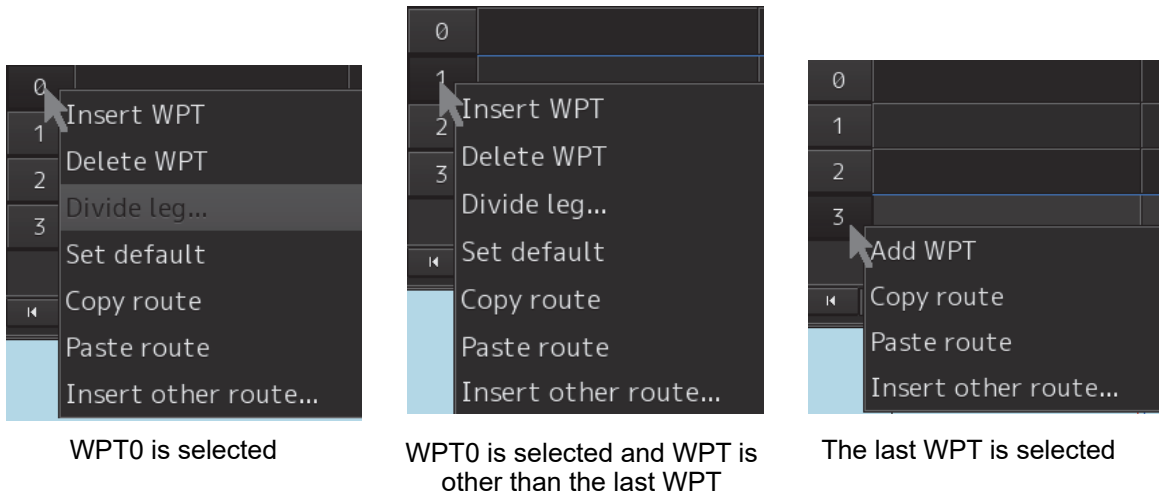 0
1
2
3
Insert WPT
Delete WPT
Divide leg...
Set default
Copy route
Paste route
Insert other route...
WPT0 is selected
0
1
2
3
Insert WPT
Delete WPT
Divide leg...
Set default
Copy route
Paste route
Insert other route...
WPT0 is selected and WPT is
other than the last WPT
0
1
2
3
Add WPT
Copy route
Paste route
Insert other route...
The last WPT is selected